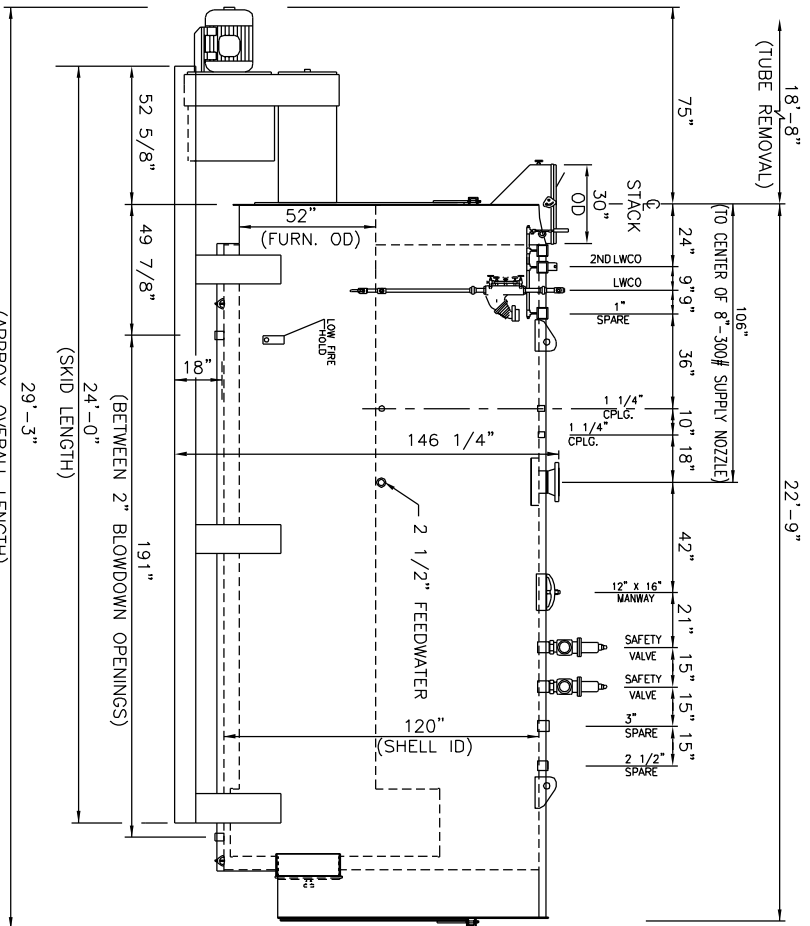 18'-8"
(TUBE REMOVAL)
75"
22'-9"
106"
(TO CENTER OF 8"-300# SUPPLY NOZZLE)
℄
STACK
30"
OD
24"
2ND LWCO
9"
LWCO
9"
1"
SPARE
36"
1 1/4"
CPLG.
10"
1 1/4"
CPLG.
18"
42"
12" X 16"
MANWAY
21"
SAFETY
VALVE
15"
SAFETY
VALVE
15"
3"
SPARE
15"
2 1/2"
SPARE
52"
(FURN. OD)
LOW FIRE
HOLD
146 1/4"
2 1/2" FEEDWATER
120"
(SHELL ID)
18"
52 5/8"
49 7/8"
191"
(BETWEEN 2" BLOWDOWN OPENINGS)
24'-0"
(SKID LENGTH)
29'-3"
(APPROX. OVERALL LENGTH)